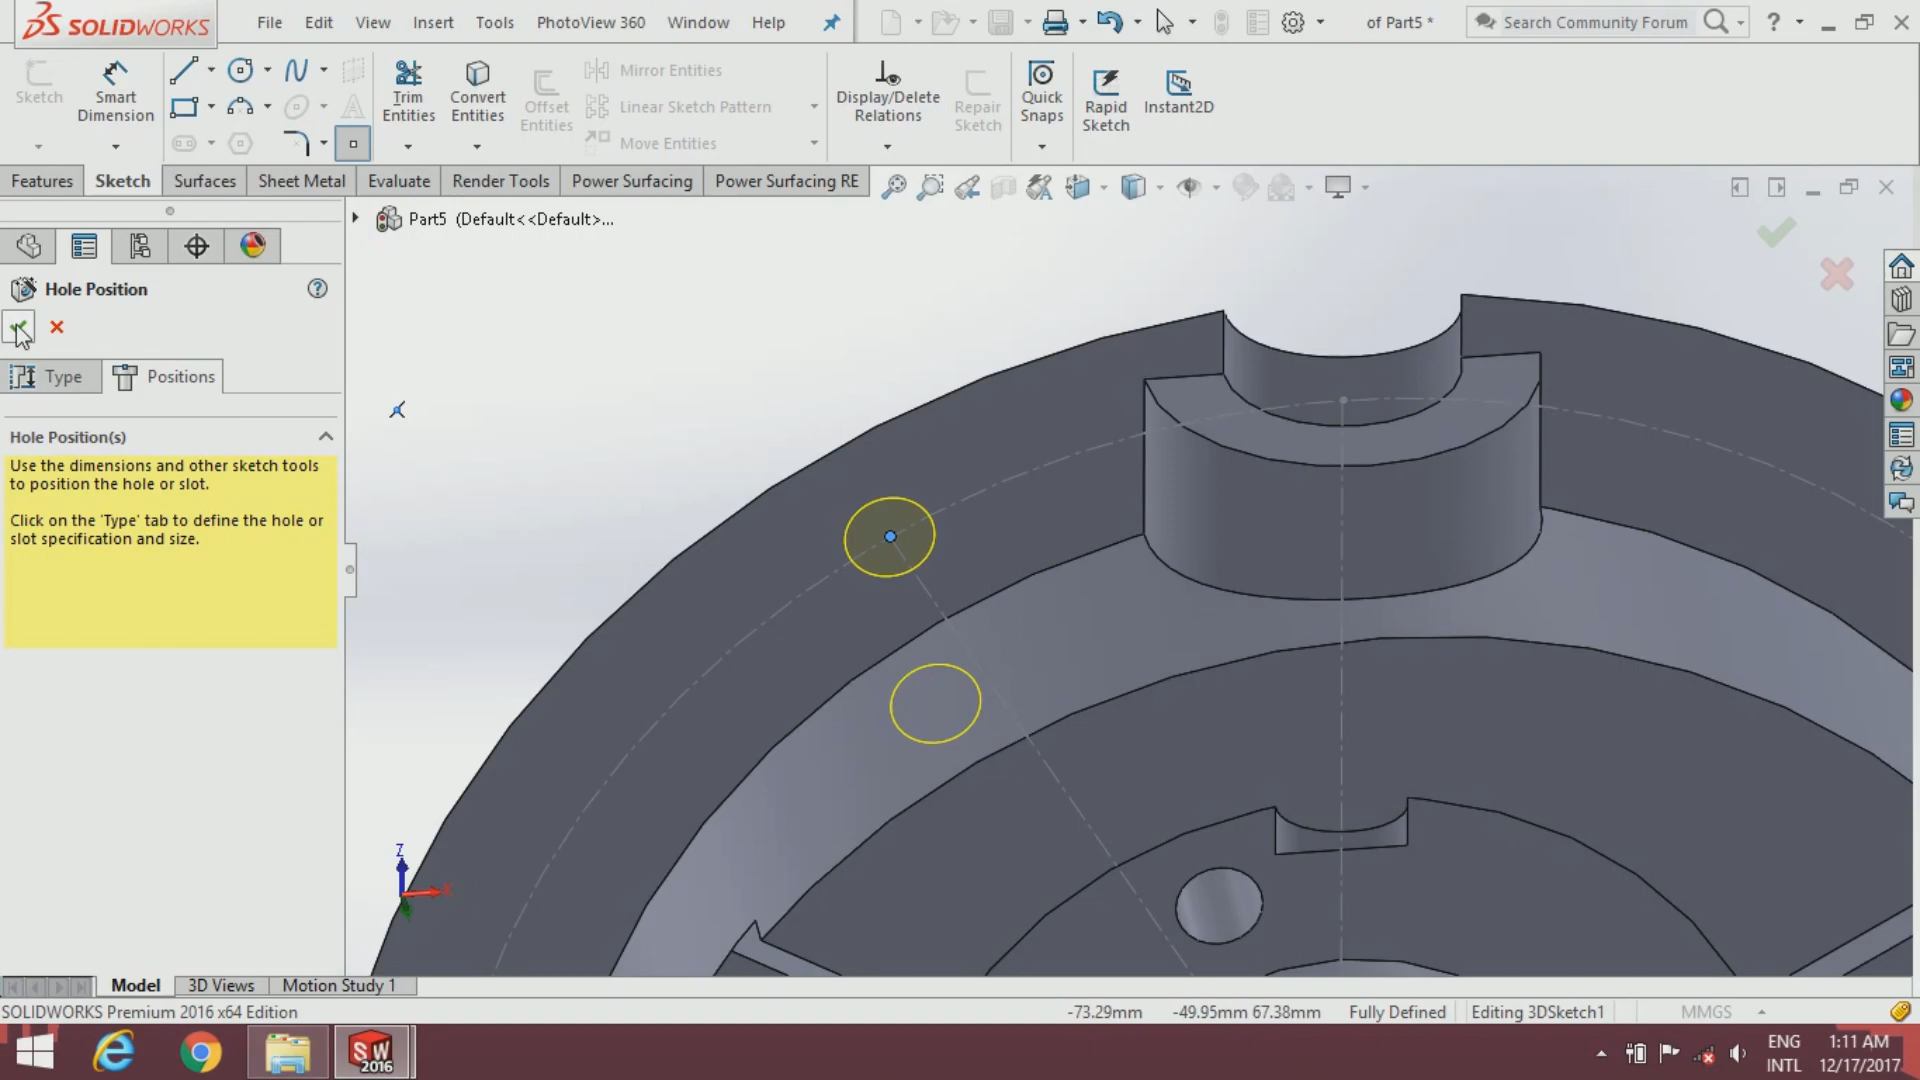 SOLIDWORKS
File Edit View Insert Tools PhotoView 360 Window Help
of Part5 *
Search Community Forum
?
Sketch
Smart
Dimension
Trim
Entities
Convert
Entities
Offset
Entities
Mirror Entities
Linear Sketch Pattern
Move Entities
Display/Delete
Relations
Repair
Sketch
Quick
Snaps
Rapid
Sketch
Instant2D
Features Sketch Surfaces Sheet Metal Evaluate Render Tools Power Surfacing Power Surfacing RE
Part5 (Default<<Default>...
Hole Position
?
Type Positions
Hole Position(s)
Use the dimensions and other sketch tools
to position the hole or slot.
Click on the 'Type' tab to define the hole or
slot specification and size.
Z
X
Model 3D Views Motion Study 1
SOLIDWORKS Premium 2016 x64 Edition
-73.29mm -49.95mm 67.38mm Fully Defined Editing 3DSketch1 MMGS
SW
2016
ENG
INTL
1:11 AM
12/17/2017